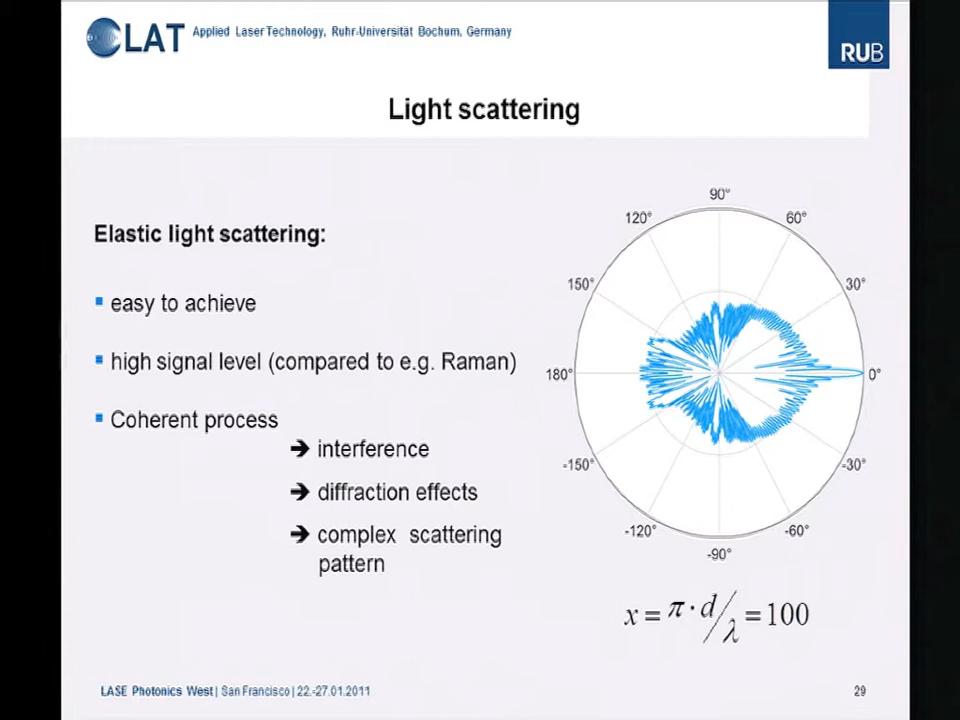 LAT Applied Laser Technology, Ruhr-Universität Bochum, Germany
RUB
Light scattering
Elastic light scattering:
easy to achieve
high signal level (compared to e.g. Raman)
Coherent process
➔ interference
➔ diffraction effects
➔ complex scattering
pattern
90°
120°
60°
150°
30°
180°
0°
-150°
-30°
-120°
-60°
-90°
x = π · d / λ = 100
LASE Photonics West | San Francisco | 22.-27.01.2011
29